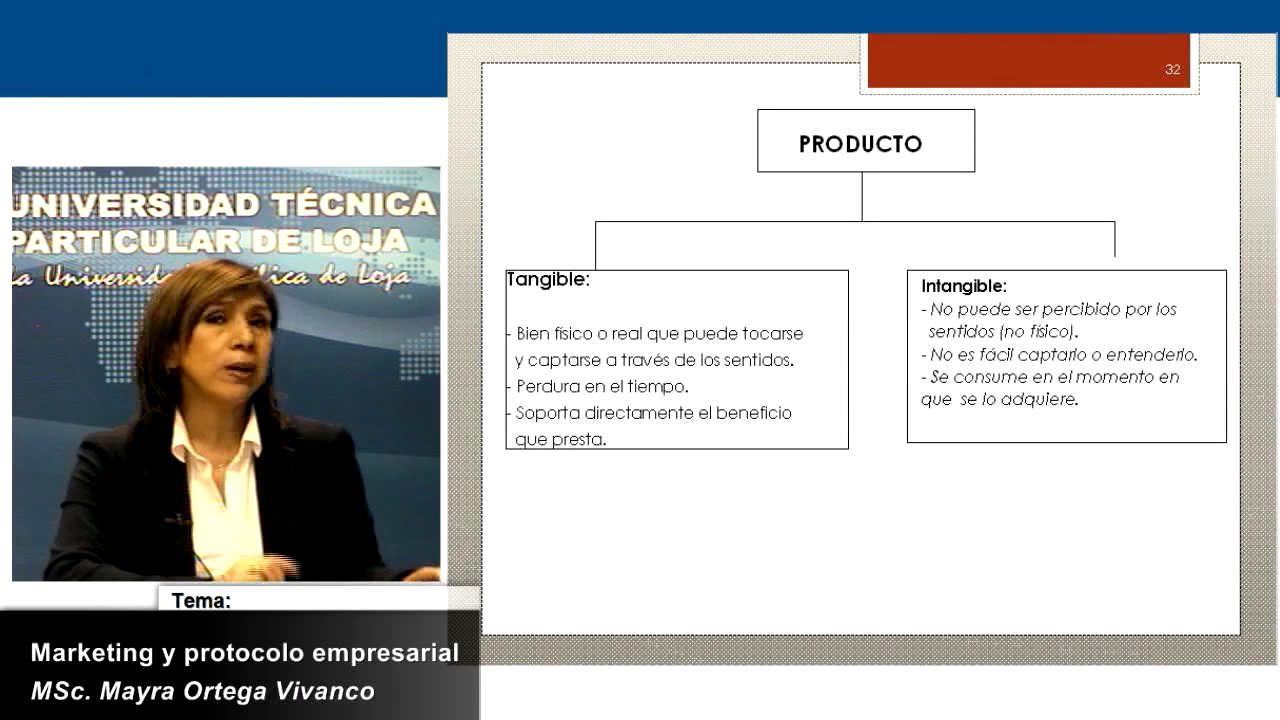 32
PRODUCTO
Tangible:
- Bien físico o real que puede tocarse
y captarse a través de los sentidos.
- Perdura en el tiempo.
- Soporta directamente el beneficio
que presta.
Intangible:
- No puede ser percibido por los
sentidos (no físico).
- No es fácil captarlo o entenderlo.
- Se consume en el momento en
que se lo adquiere.
UNIVERSIDAD TÉCNICA
PARTICULAR DE LOJA
de Loja
Tema:
Marketing y protocolo empresarial
MSc. Mayra Ortega Vivanco